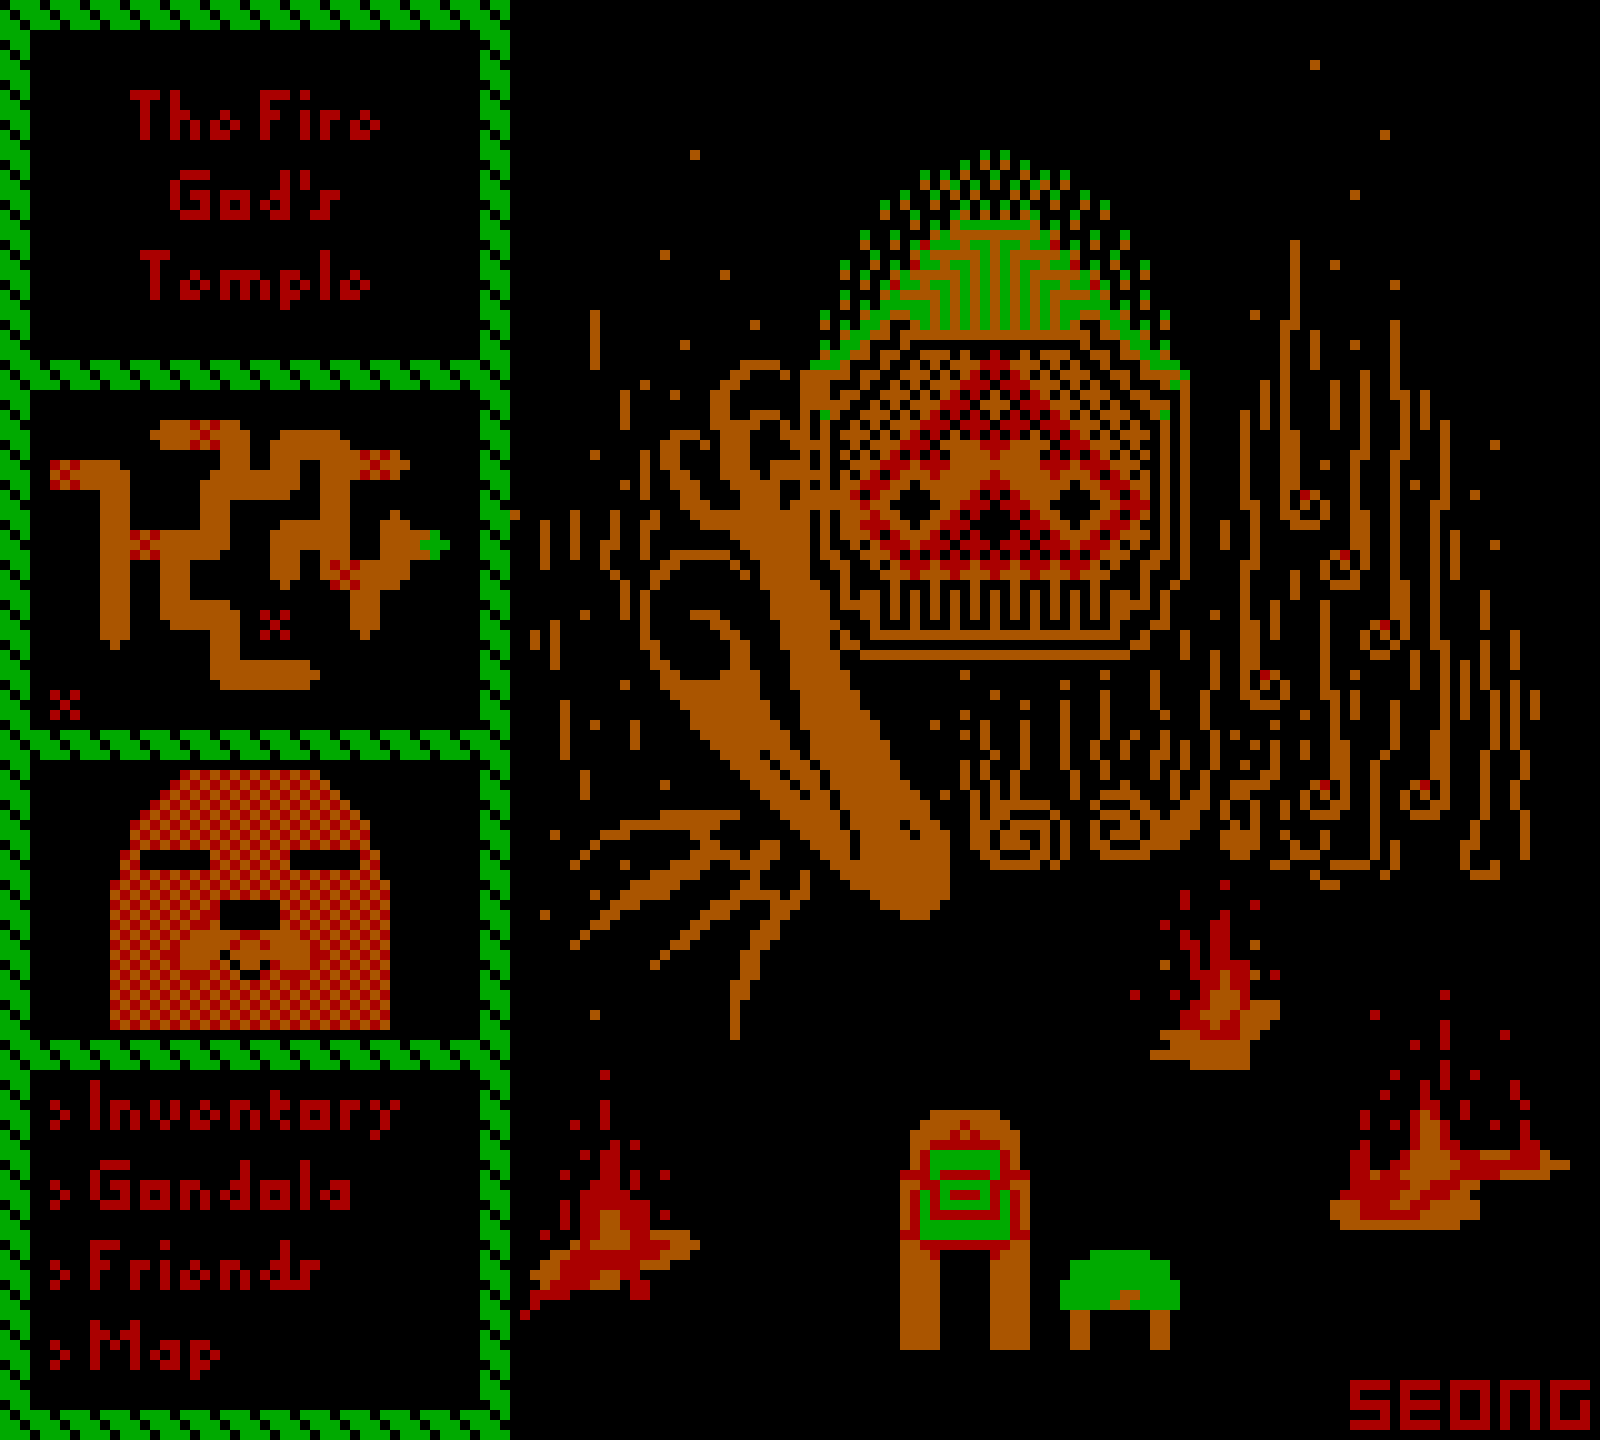 The Fire
God's
Temple
> Inventory
> Gondola
> Friends
> Map
SEONG